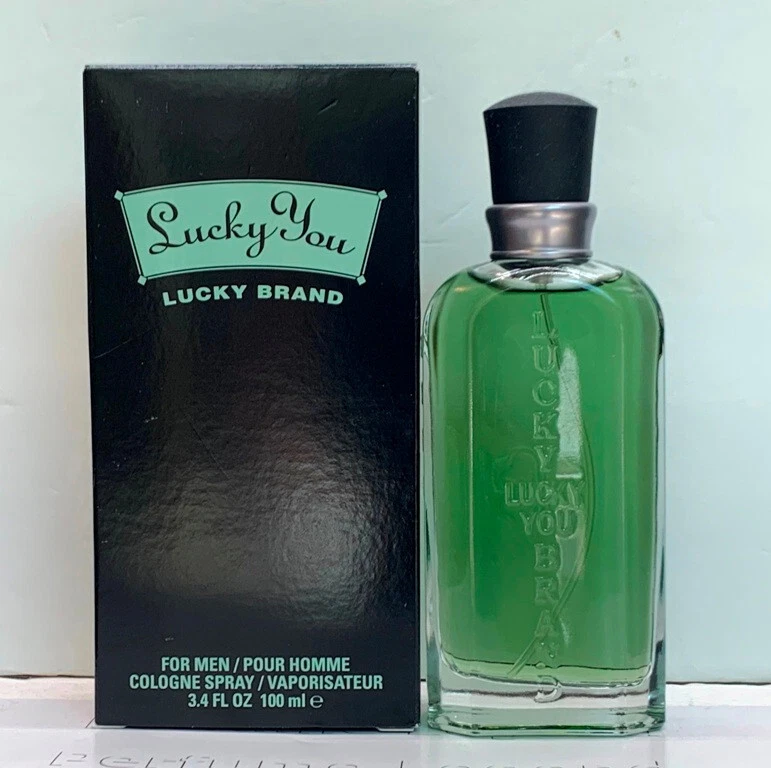 Lucky You
LUCKY BRAND
FOR MEN / POUR HOMME
COLOGNE SPRAY / VAPORISATEUR
3.4 FL OZ 100 ml ℮
LUCKY BRAND
LUCKY
YOU